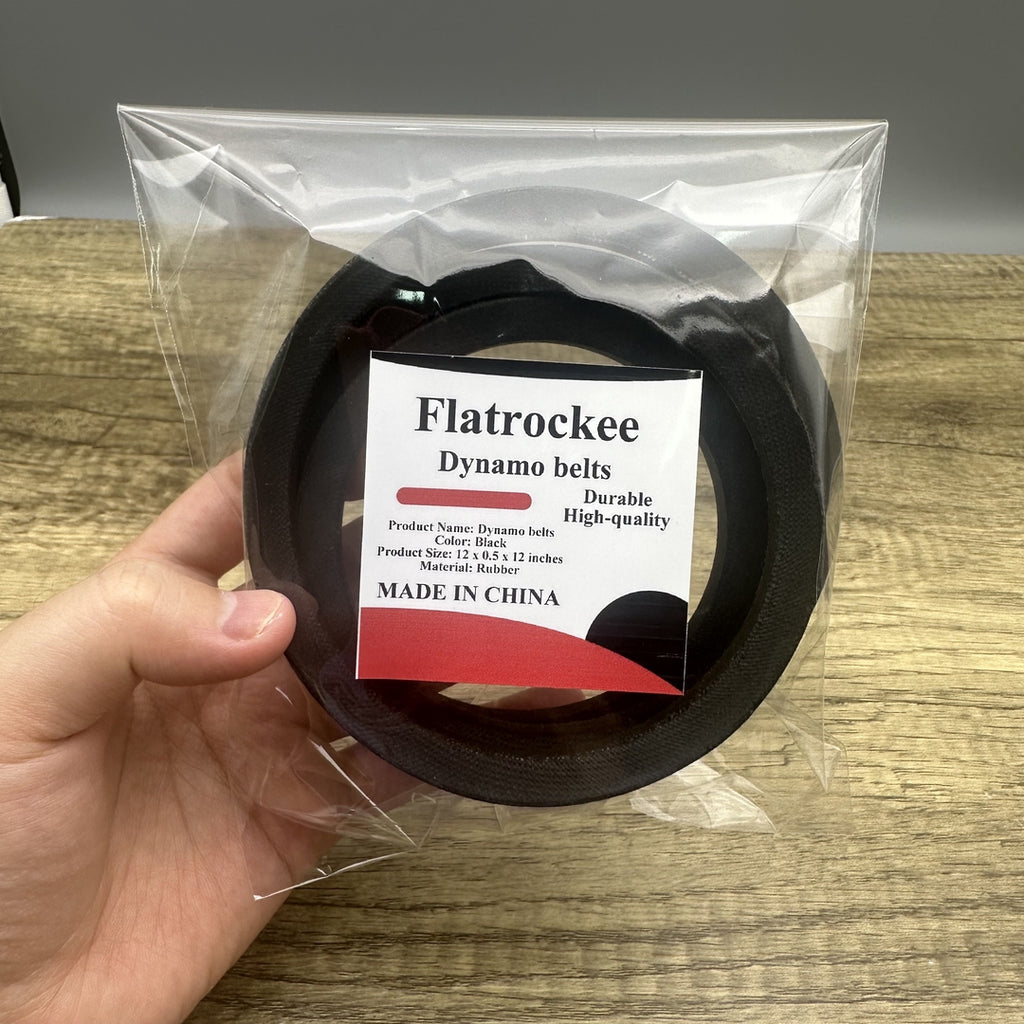 Flatrockee
Dynamo belts
Durable
High-quality
Product Name: Dynamo belts
Color: Black
Product Size: 12 x 0.5 x 12 inches
Material: Rubber
MADE IN CHINA